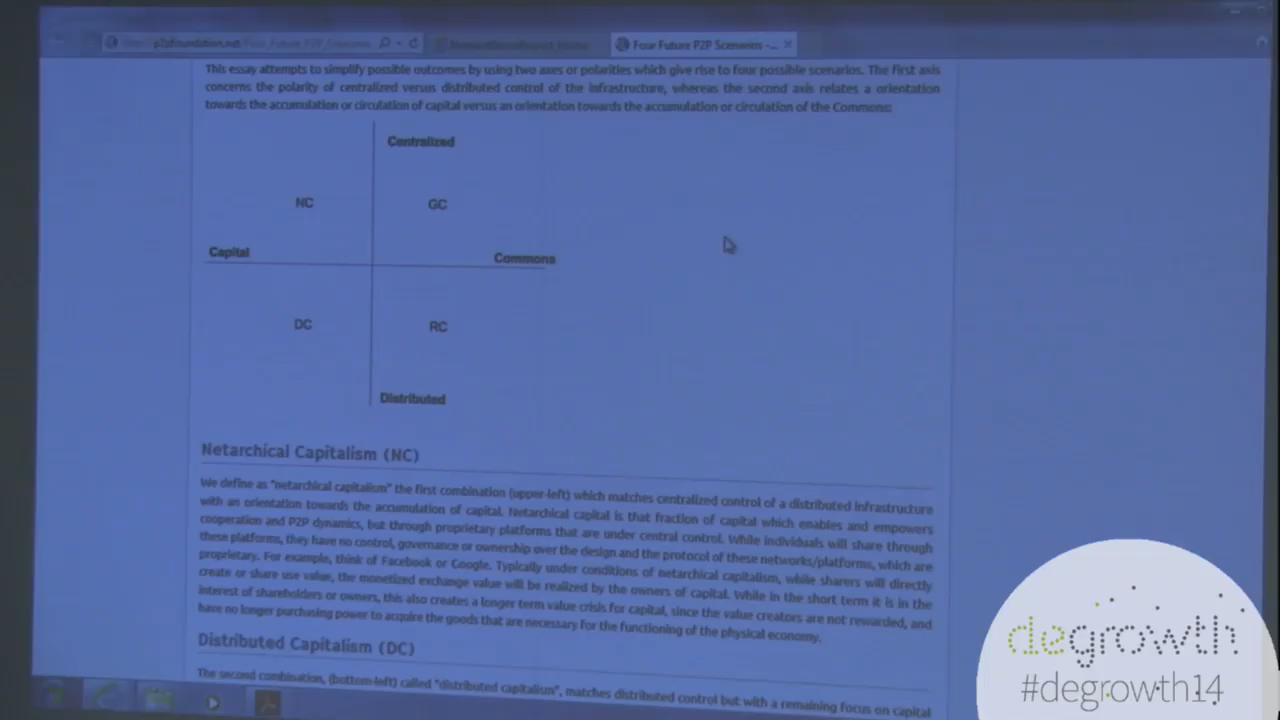 p2pfoundation.net/Four_Future_P2P_Scenarios
Four Future P2P Scenarios -...
This essay attempts to simplify possible outcomes by using two axes or polarities which give rise to four possible scenarios. The first axis
concerns the polarity of centralized versus distributed control of the infrastructure, whereas the second axis relates a orientation
towards the accumulation or circulation of capital versus an orientation towards the accumulation or circulation of the Commons:
Centralized
NC
GC
Capital
Commons
DC
RC
Distributed
Netarchical Capitalism (NC)
We define as "netarchical capitalism" the first combination (upper-left) which matches centralized control of a distributed infrastructure
with an orientation towards the accumulation of capital. Netarchical capital is that fraction of capital which enables and empowers
cooperation and P2P dynamics, but through proprietary platforms that are under central control. While individuals will share through
these platforms, they have no control, governance or ownership over the design and the protocol of these networks/platforms, which are
proprietary. For example, think of Facebook or Google. Typically under conditions of netarchical capitalism, while sharers will directly
create or share use value, the monetized exchange value will be realized by the owners of capital. While in the short term it is in the
interest of shareholders or owners, this also creates a longer term value crisis for capital, since the value creators are not rewarded, and
have no longer purchasing power to acquire the goods that are necessary for the functioning of the physical economy.
Distributed Capitalism (DC)
The second combination, (bottom-left) called "distributed capitalism", matches distributed control but with a remaining focus on capital
degrowth
#degrowth14